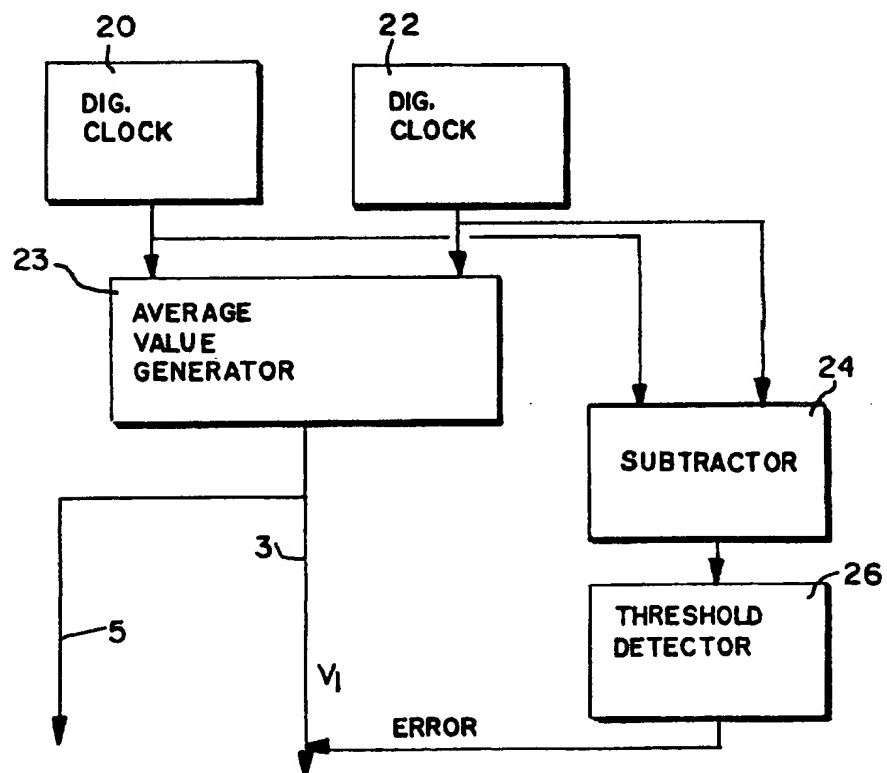 20
22
DIG.
CLOCK
DIG.
CLOCK
23
AVERAGE
VALUE
GENERATOR
24
SUBTRACTOR
3
26
THRESHOLD
DETECTOR
5
V1
ERROR